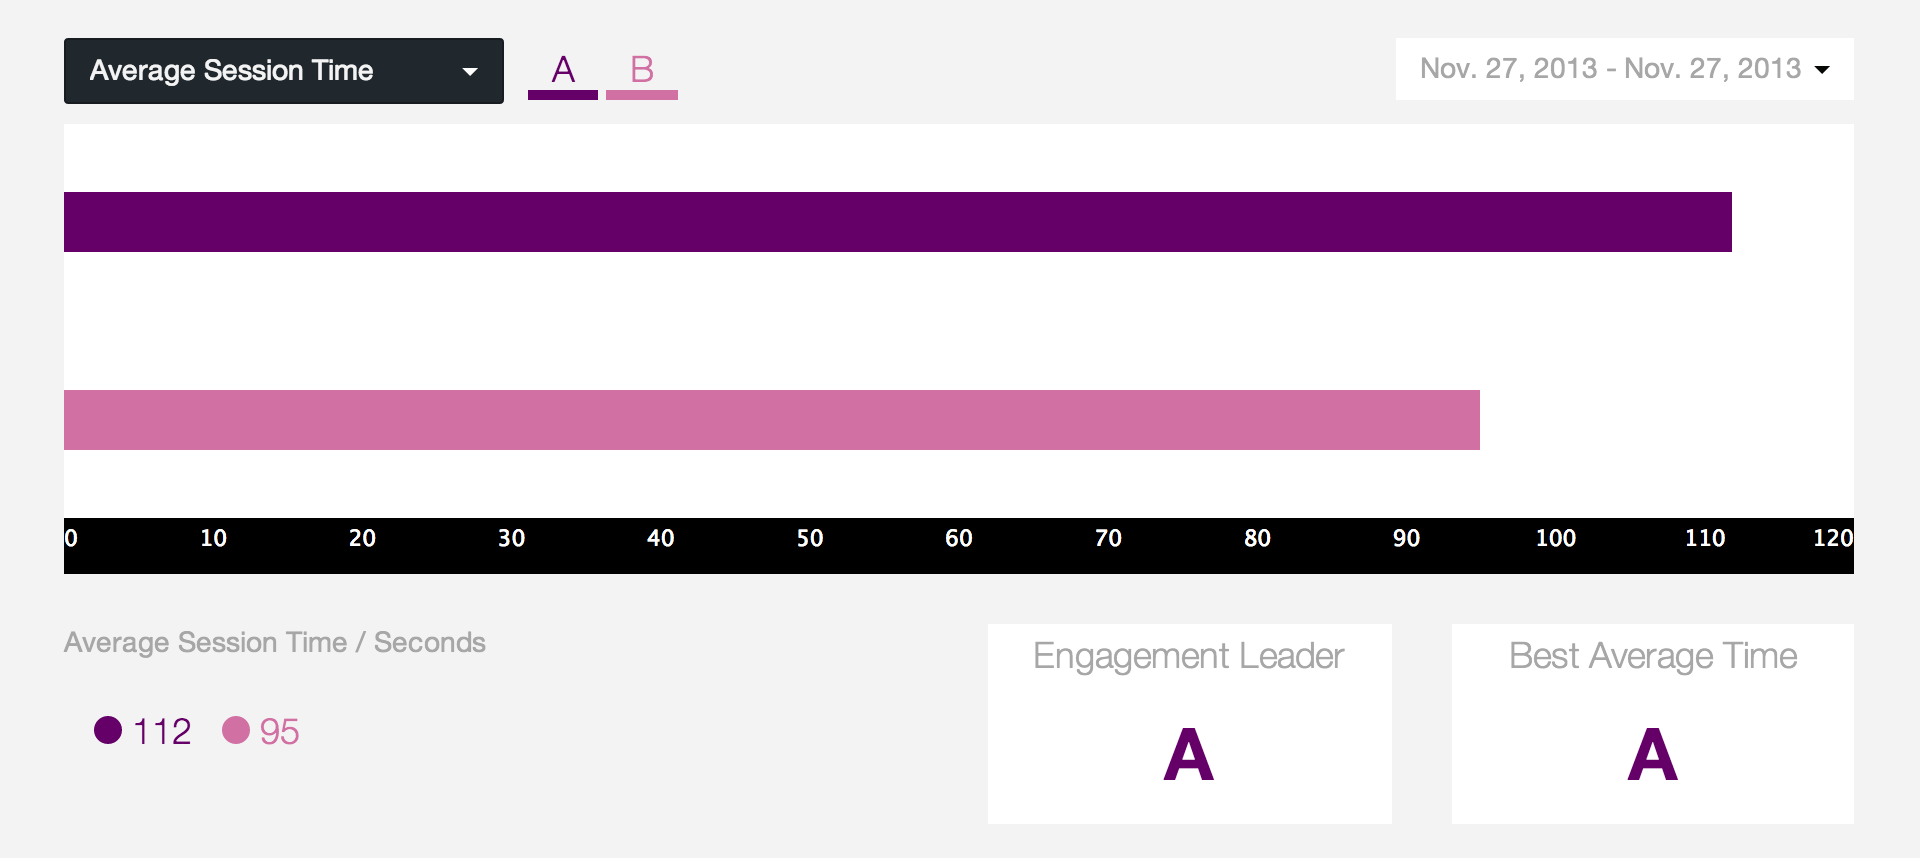 Average Session Time
A B
Nov. 27, 2013 - Nov. 27, 2013
0 10 20 30 40 50 60 70 80 90 100 110 120
Average Session Time / Seconds
112 95
Engagement Leader
A
Best Average Time
A